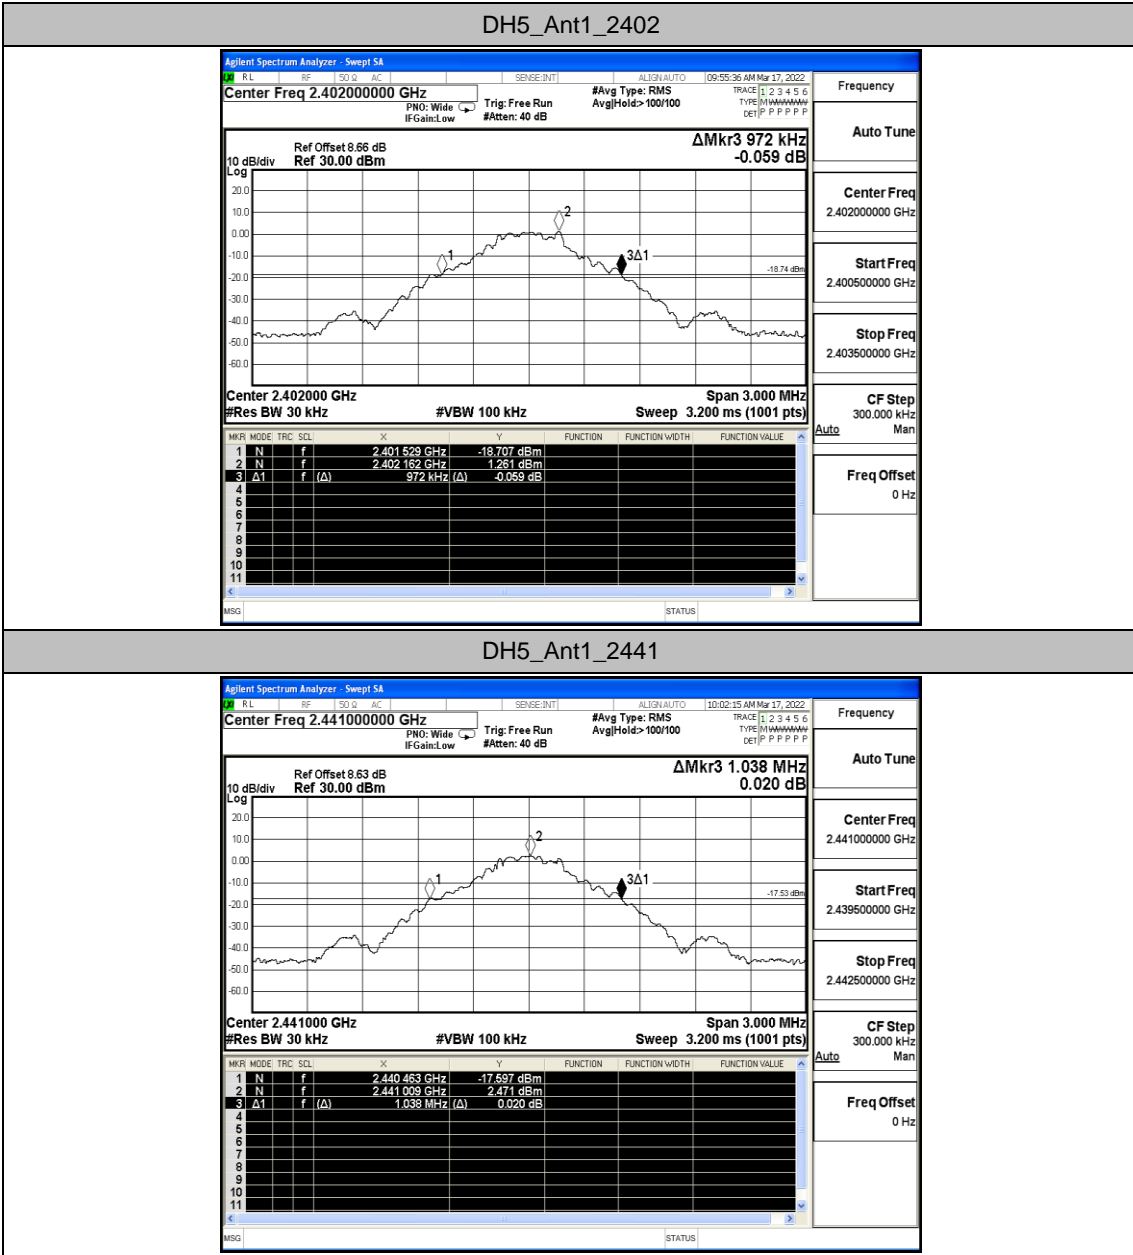 DH5_Ant1_2402
Agilent Spectrum Analyzer - Swept SA
LXI RL RF 50 Ω AC SENSE:INT ALIGN AUTO 09:55:36 AM Mar 17, 2022
Center Freq 2.402000000 GHz
PNO: Wide
IFGain:Low
Trig: Free Run
#Atten: 40 dB
#Avg Type: RMS
Avg|Hold:>100/100
TRACE 1 2 3 4 5 6
TYPE M WWWWW
DET P P P P P P
Frequency
Auto Tune
Center Freq
2.402000000 GHz
Start Freq
2.400500000 GHz
Stop Freq
2.403500000 GHz
CF Step
300.000 kHz
Auto Man
Freq Offset
0 Hz
Ref Offset 8.66 dB
10 dB/div Ref 30.00 dBm
Log
ΔMkr3 972 kHz
-0.059 dB
20.0
10.0
0.00
-10.0
-20.0
-30.0
-40.0
-50.0
-60.0
1
2
3Δ1
-18.74 dBm
Center 2.402000 GHz Span 3.000 MHz
#Res BW 30 kHz #VBW 100 kHz Sweep 3.200 ms (1001 pts)
MKR MODE TRC SCL X Y FUNCTION FUNCTION WIDTH FUNCTION VALUE
1 N f 2.401 529 GHz -18.707 dBm
2 N f 2.402 162 GHz 1.261 dBm
3 Δ1 f (Δ) 972 kHz (Δ) -0.059 dB
4
5
6
7
8
9
10
11
MSG STATUS
DH5_Ant1_2441
Agilent Spectrum Analyzer - Swept SA
LXI RL RF 50 Ω AC SENSE:INT ALIGN AUTO 10:02:15 AM Mar 17, 2022
Center Freq 2.441000000 GHz
PNO: Wide
IFGain:Low
Trig: Free Run
#Atten: 40 dB
#Avg Type: RMS
Avg|Hold:>100/100
TRACE 1 2 3 4 5 6
TYPE M WWWWW
DET P P P P P P
Frequency
Auto Tune
Center Freq
2.441000000 GHz
Start Freq
2.439500000 GHz
Stop Freq
2.442500000 GHz
CF Step
300.000 kHz
Auto Man
Freq Offset
0 Hz
Ref Offset 8.63 dB
10 dB/div Ref 30.00 dBm
Log
ΔMkr3 1.038 MHz
0.020 dB
20.0
10.0
0.00
-10.0
-20.0
-30.0
-40.0
-50.0
-60.0
1
2
3Δ1
-17.53 dBm
Center 2.441000 GHz Span 3.000 MHz
#Res BW 30 kHz #VBW 100 kHz Sweep 3.200 ms (1001 pts)
MKR MODE TRC SCL X Y FUNCTION FUNCTION WIDTH FUNCTION VALUE
1 N f 2.440 463 GHz -17.597 dBm
2 N f 2.441 009 GHz 2.471 dBm
3 Δ1 f (Δ) 1.038 MHz (Δ) 0.020 dB
4
5
6
7
8
9
10
11
MSG STATUS